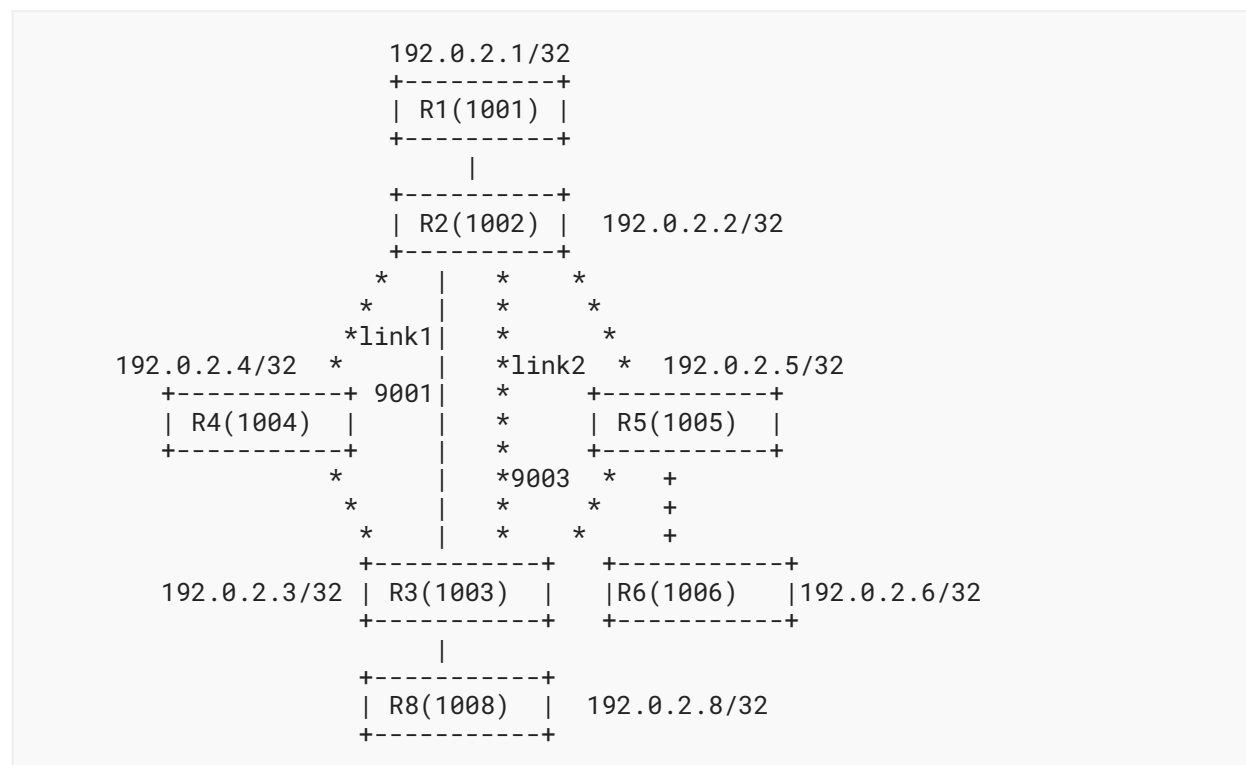 192.0.2.1/32
R1(1001)
R2(1002) 192.0.2.2/32
link1
192.0.2.4/32 link2 192.0.2.5/32
9001
R4(1004) R5(1005)
9003
192.0.2.3/32 R3(1003) R6(1006) 192.0.2.6/32
R8(1008) 192.0.2.8/32